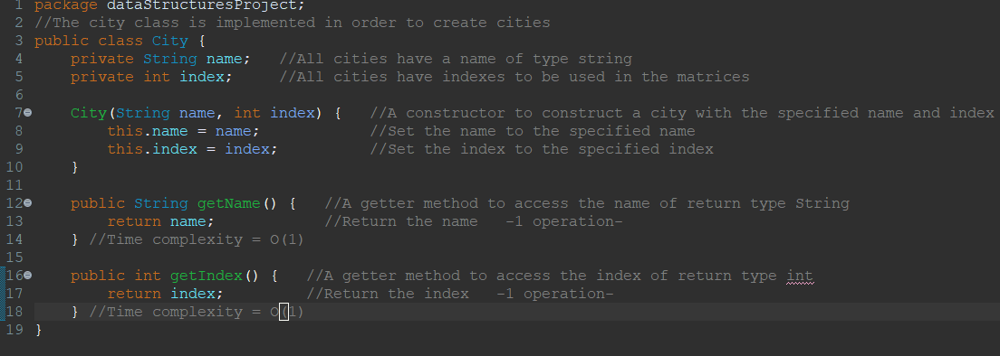 1 package dataStructuresProject;
2 //The city class is implemented in order to create cities
3 public class City {
4     private String name;   //All cities have a name of type string
5     private int index;     //All cities have indexes to be used in the matrices
6
7     City(String name, int index) {   //A constructor to construct a city with the specified name and index
8         this.name = name;            //Set the name to the specified name
9         this.index = index;          //Set the index to the specified index
10     }
11
12     public String getName() {   //A getter method to access the name of return type String
13         return name;            //Return the name   -1 operation-
14     } //Time complexity = O(1)
15
16     public int getIndex() {   //A getter method to access the index of return type int
17         return index;         //Return the index   -1 operation-
18     } //Time complexity = O(1)
19 }